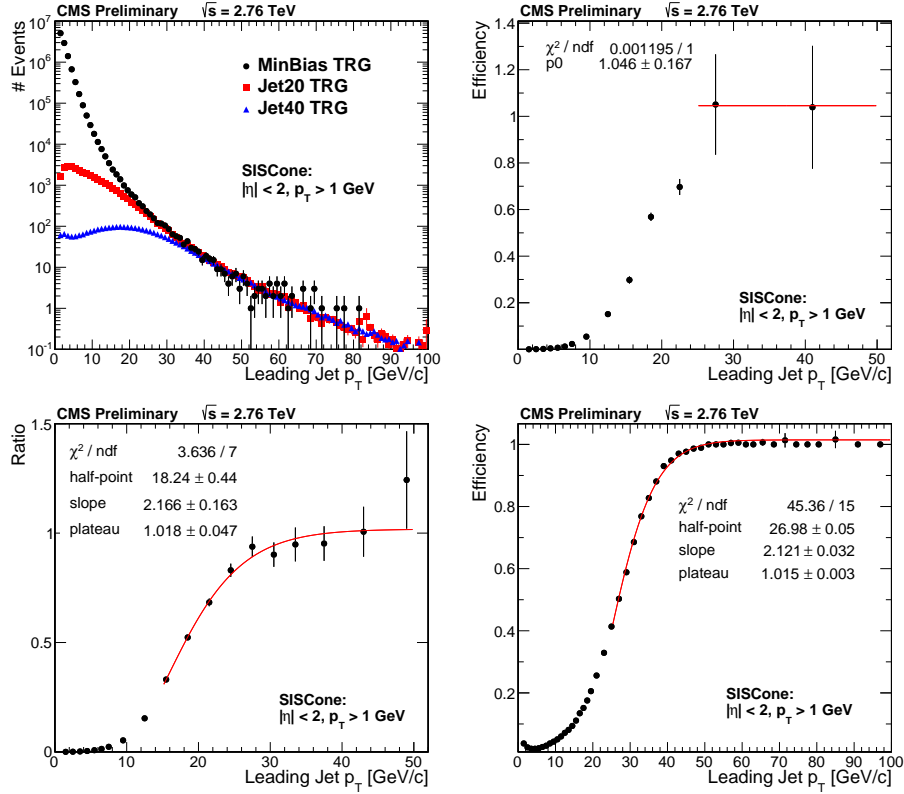 CMS Preliminary √s = 2.76 TeV
# Events
10^7
10^6
10^5
10^4
10^3
10^2
10
1
10^-1
MinBias TRG
Jet20 TRG
Jet40 TRG
SISCone:
|η| < 2, p_T > 1 GeV
0 10 20 30 40 50 60 70 80 90 100
Leading Jet p_T [GeV/c]
CMS Preliminary √s = 2.76 TeV
Efficiency
1.4
1.2
1
0.8
0.6
0.4
0.2
χ² / ndf 0.001195 / 1
p0 1.046 ± 0.167
SISCone:
|η| < 2, p_T > 1 GeV
0 10 20 30 40 50
Leading Jet p_T [GeV/c]
CMS Preliminary √s = 2.76 TeV
Ratio
1.5
1
0.5
0
χ² / ndf 3.636 / 7
half-point 18.24 ± 0.44
slope 2.166 ± 0.163
plateau 1.018 ± 0.047
SISCone:
|η| < 2, p_T > 1 GeV
0 10 20 30 40 50
Leading Jet p_T [GeV/c]
CMS Preliminary √s = 2.76 TeV
Efficiency
1
0.8
0.6
0.4
0.2
χ² / ndf 45.36 / 15
half-point 26.98 ± 0.05
slope 2.121 ± 0.032
plateau 1.015 ± 0.003
SISCone:
|η| < 2, p_T > 1 GeV
0 10 20 30 40 50 60 70 80 90 100
Leading Jet p_T [GeV/c]